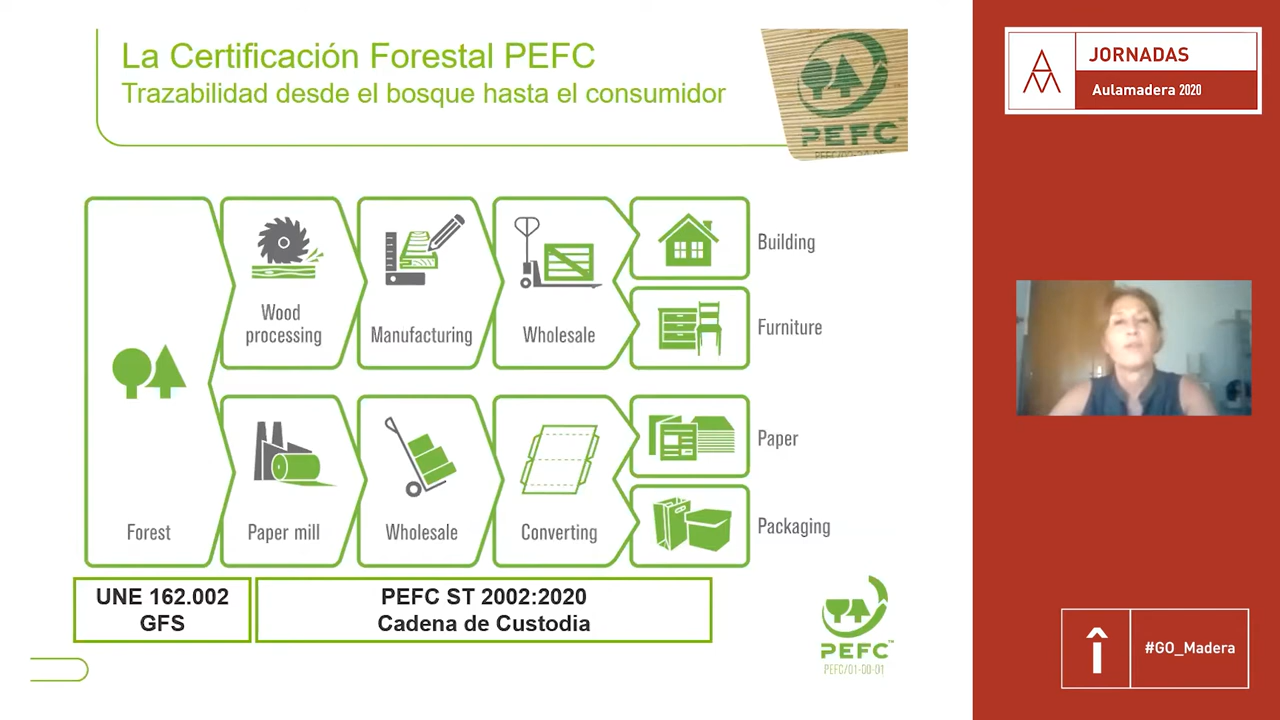 La Certificación Forestal PEFC
Trazabilidad desde el bosque hasta el consumidor
PEFC™
JORNADAS
Aulamadera 2020
Wood
processing
Manufacturing
Wholesale
Building
Furniture
Forest
Paper mill
Wholesale
Converting
Paper
Packaging
UNE 162.002
GFS
PEFC ST 2002:2020
Cadena de Custodia
PEFC™
PEFC/01-00-01
#GO_Madera